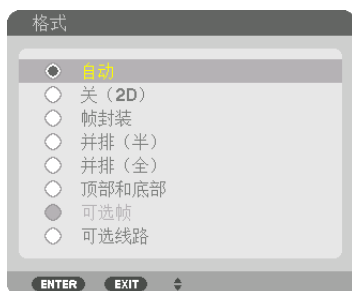 格式
自动
关（2D）
帧封装
并排（半）
并排（全）
顶部和底部
可选帧
可选线路
ENTER EXIT